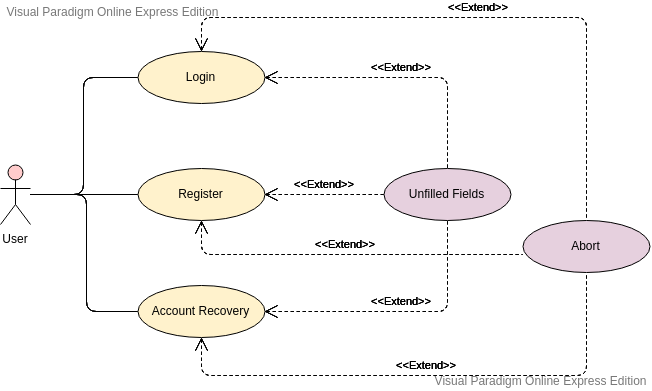 Visual Paradigm Online Express Edition
<<Extend>>
Login
<<Extend>>
Register
<<Extend>>
Unfilled Fields
User
<<Extend>>
Abort
Account Recovery
<<Extend>>
<<Extend>>
Visual Paradigm Online Express Edition